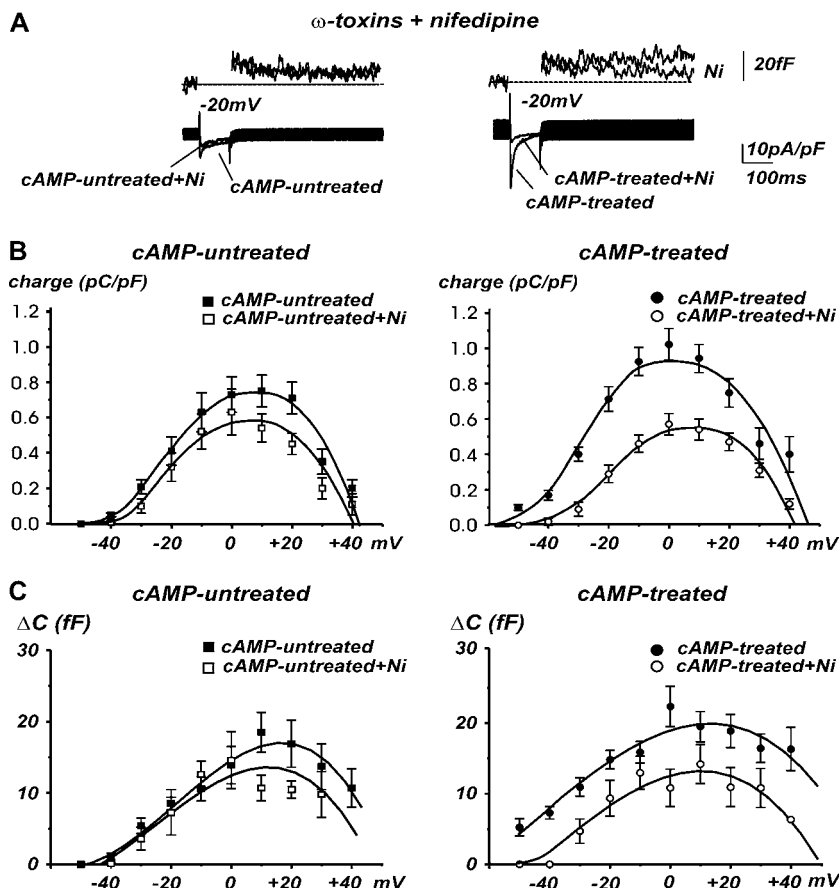 A
ω-toxins + nifedipine
Ni
20fF
-20mV
-20mV
cAMP-untreated+Ni
cAMP-untreated
cAMP-treated+Ni
cAMP-treated
10pA/pF
100ms
B
cAMP-untreated
cAMP-treated
charge (pC/pF)
charge (pC/pF)
cAMP-untreated
cAMP-untreated+Ni
cAMP-treated
cAMP-treated+Ni
1.2
1.0
0.8
0.6
0.4
0.2
0.0
-40
-20
0
+20
+40
mV
1.2
1.0
0.8
0.6
0.4
0.2
0.0
-40
-20
0
+20
+40
mV
C
cAMP-untreated
cAMP-treated
ΔC (fF)
ΔC (fF)
cAMP-untreated
cAMP-untreated+Ni
cAMP-treated
cAMP-treated+Ni
30
20
10
0
-40
-20
0
+20
+40
mV
30
20
10
0
-40
-20
0
+20
+40
mV